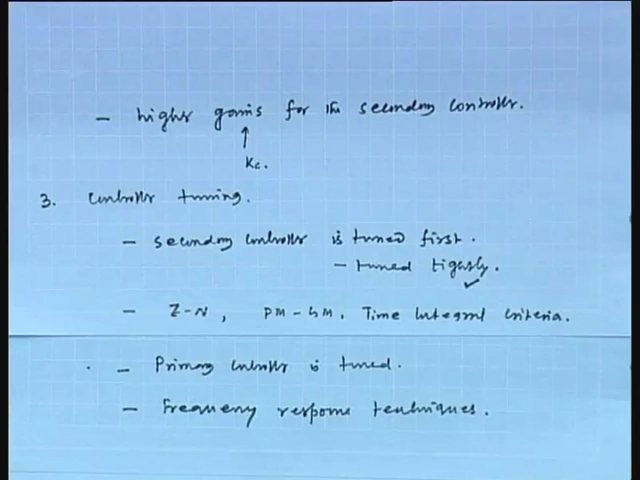 - higher gains for the secondary controller.
↑
Kc.
3. Controller tuning.
- secondary controller is tuned first.
- tuned tightly. ✓
- Z-N, PM-GM, Time Integral criteria.
- Primary controller is tuned.
- Frequency response techniques.